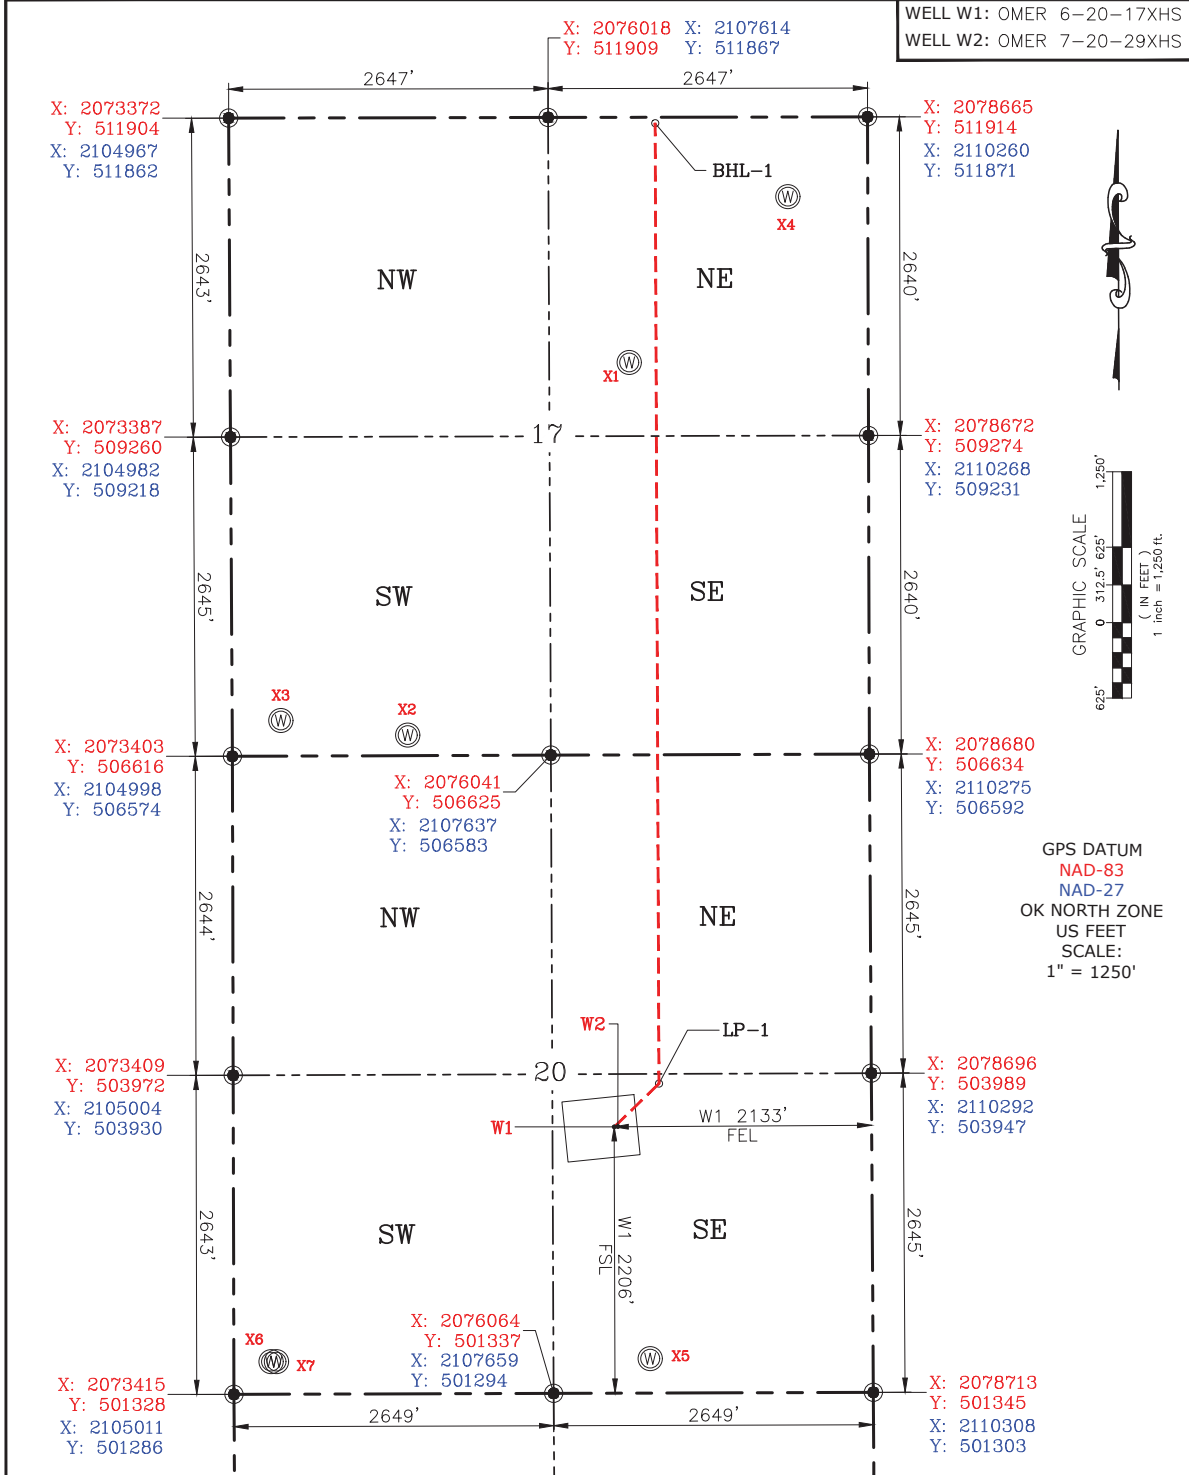 WELL W1: OMER 6-20-17XHS
WELL W2: OMER 7-20-29XHS
X: 2076018 X: 2107614
Y: 511909 Y: 511867
2647' 2647'
X: 2073372
Y: 511904
X: 2104967
Y: 511862
X: 2078665
Y: 511914
X: 2110260
Y: 511871
BHL-1
W
X4
2643'
NW
NE
2640'
W
X1
X: 2073387
Y: 509260
X: 2104982
Y: 509218
17
X: 2078672
Y: 509274
X: 2110268
Y: 509231
GRAPHIC SCALE
1,250'
625'
312.5'
0
625'
( IN FEET )
1 inch = 1,250 ft.
2645'
SW
SE
2640'
X3
W
X2
W
X: 2073403
Y: 506616
X: 2104998
Y: 506574
X: 2076041
Y: 506625
X: 2107637
Y: 506583
X: 2078680
Y: 506634
X: 2110275
Y: 506592
GPS DATUM
NAD-83
NAD-27
OK NORTH ZONE
US FEET
SCALE:
1" = 1250'
2644'
NW
NE
2645'
W2
LP-1
X: 2073409
Y: 503972
X: 2105004
Y: 503930
20
X: 2078696
Y: 503989
X: 2110292
Y: 503947
W1
W1 2133'
FEL
2643'
SW
SE
W1 2206'
FSL
2645'
X6
W
X7
W
X5
X: 2076064
Y: 501337
X: 2107659
Y: 501294
X: 2073415
Y: 501328
X: 2105011
Y: 501286
X: 2078713
Y: 501345
X: 2110308
Y: 501303
2649' 2649'